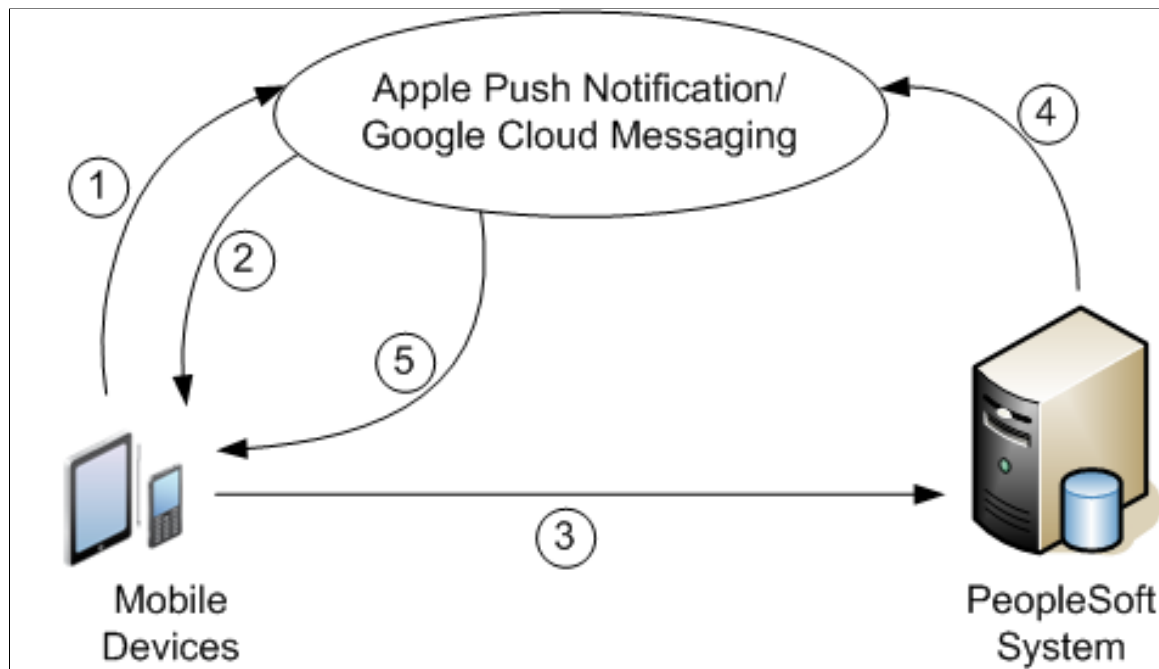 Apple Push Notification/
Google Cloud Messaging
1
2
4
5
3
Mobile
Devices
PeopleSoft
System